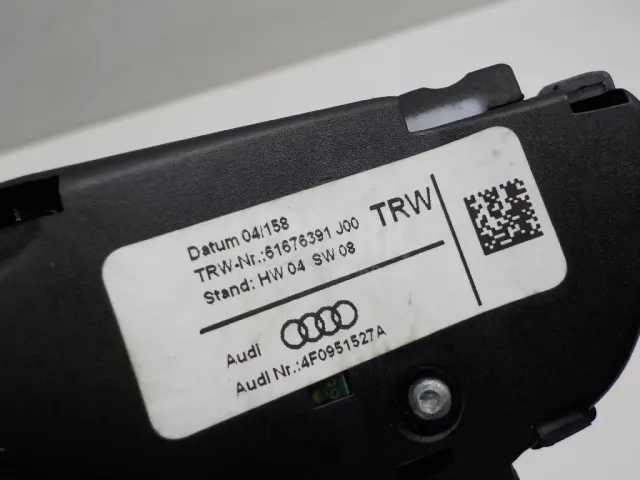 Datum 04/158
TRW-Nr.:61676391 J00
TRW
Stand: HW 04 SW 08
Audi
Audi Nr.:4F0951527A